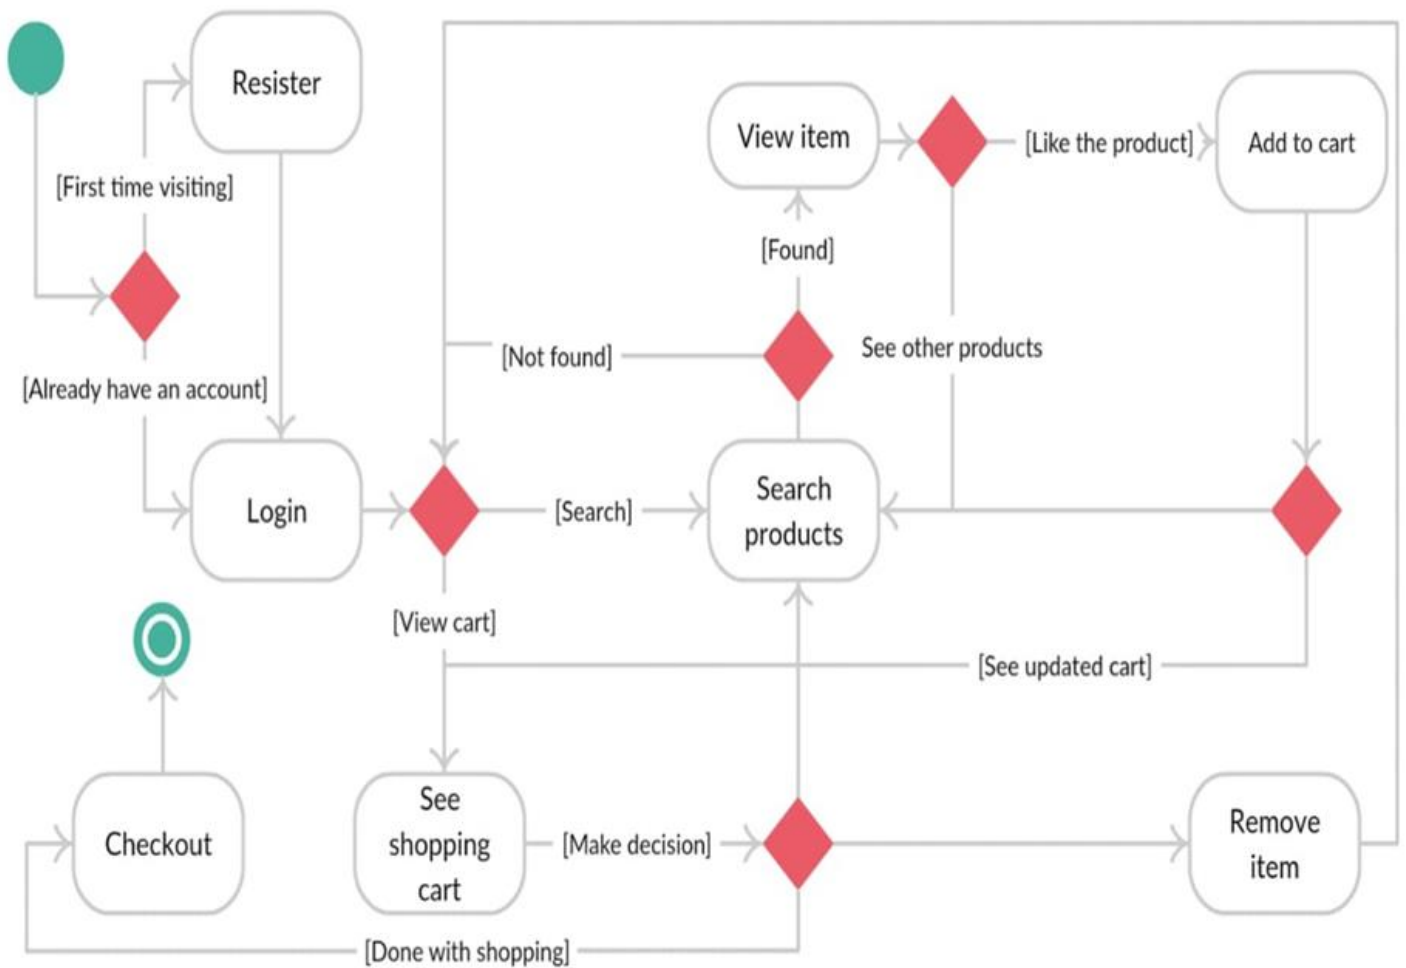 Resister
View item
[Like the product]
Add to cart
[First time visiting]
[Found]
[Not found]
See other products
[Already have an account]
Login
[Search]
Search
products
[View cart]
[See updated cart]
Checkout
See
shopping
cart
[Make decision]
Remove
item
[Done with shopping]